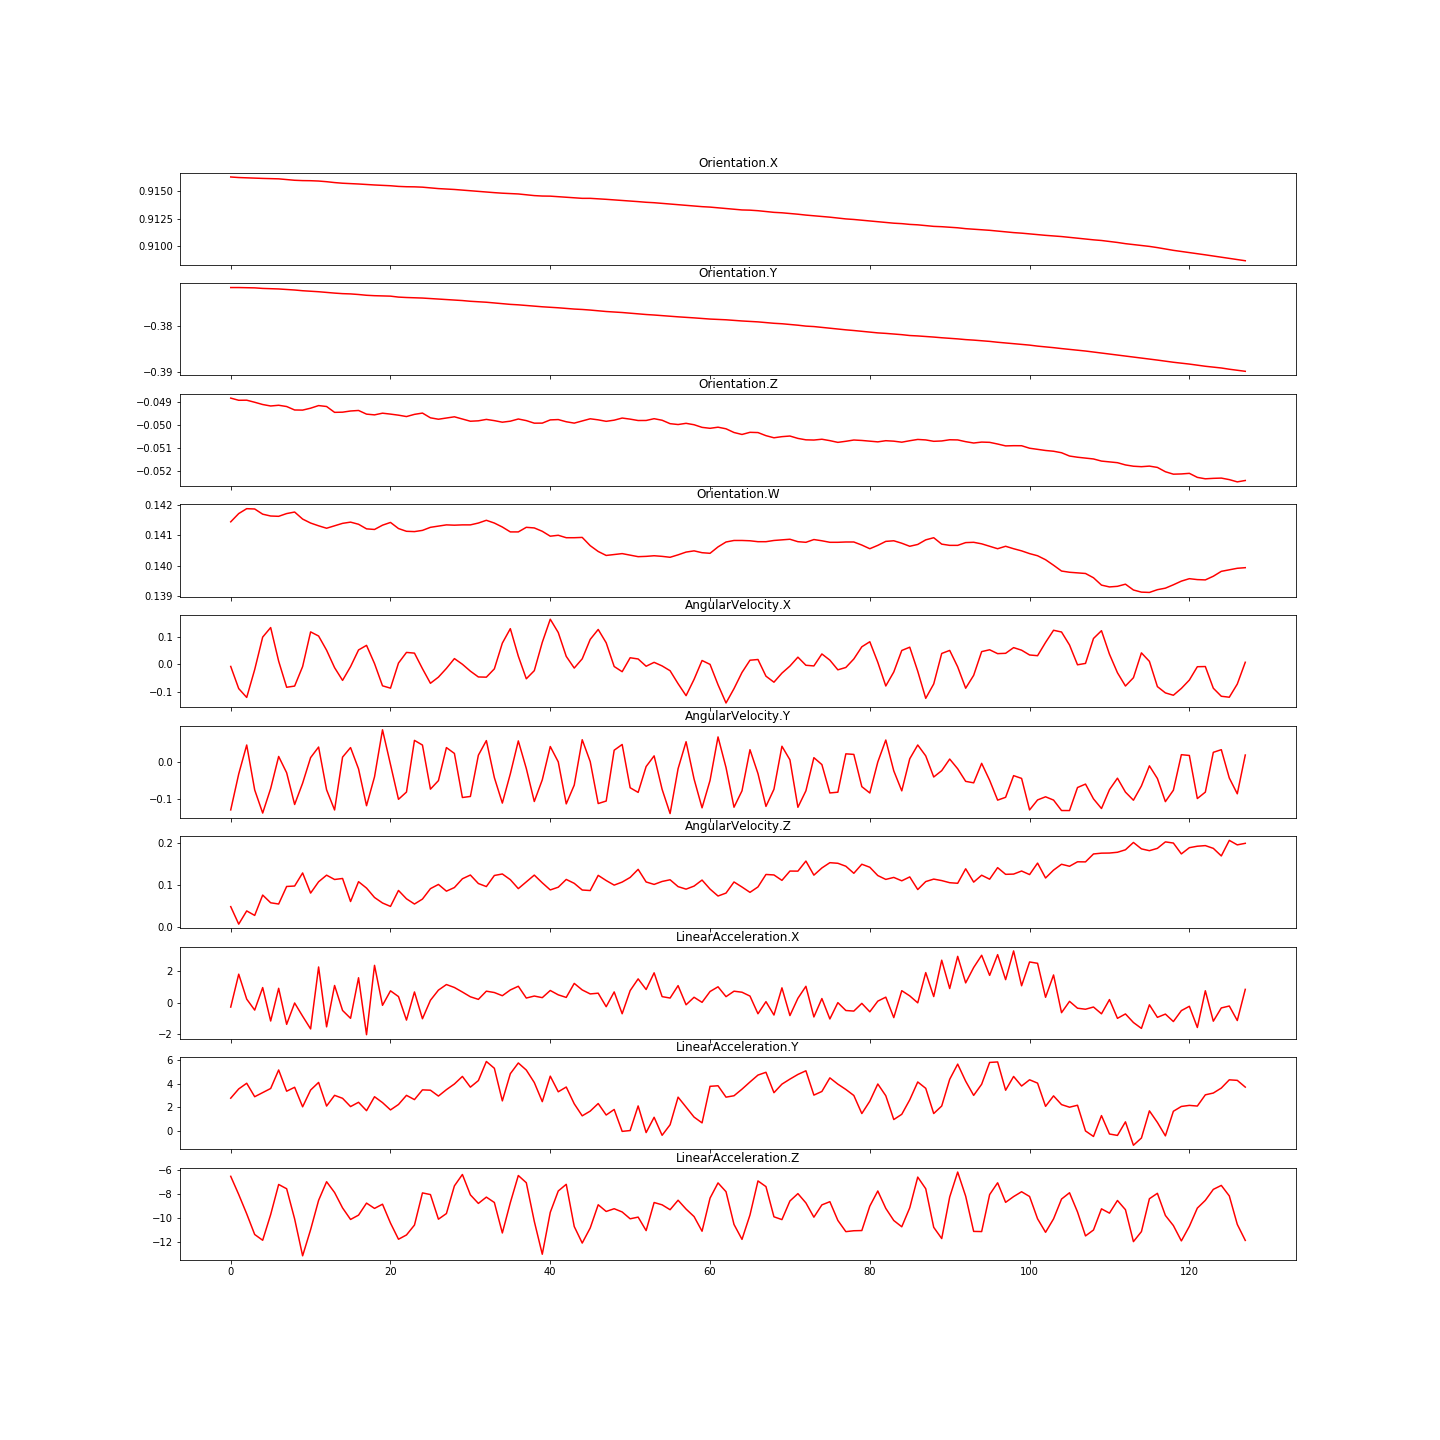 Orientation.X
0.9150
0.9125
0.9100
Orientation.Y
−0.38
−0.39
Orientation.Z
−0.049
−0.050
−0.051
−0.052
Orientation.W
0.142
0.141
0.140
0.139
AngularVelocity.X
0.1
0.0
−0.1
AngularVelocity.Y
0.0
−0.1
AngularVelocity.Z
0.2
0.1
0.0
LinearAcceleration.X
2
0
−2
LinearAcceleration.Y
6
4
2
0
LinearAcceleration.Z
−6
−8
−10
−12
0 20 40 60 80 100 120